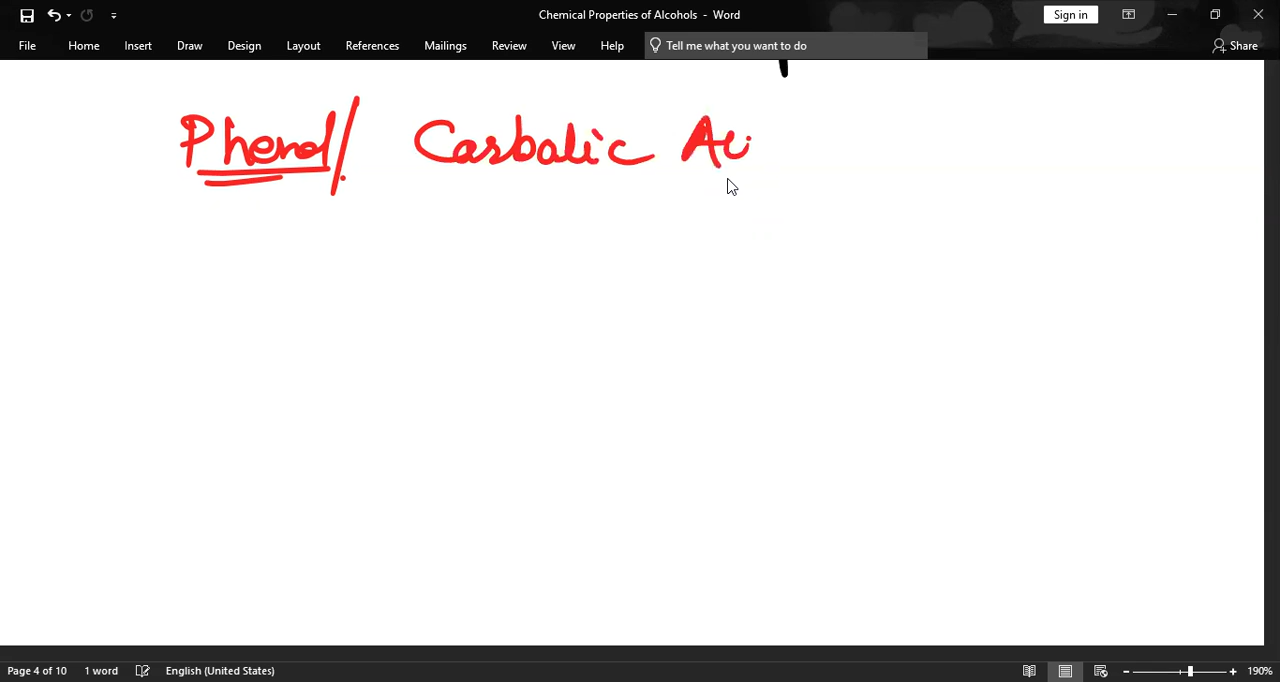 Chemical Properties of Alcohols - Word
Sign in
File Home Insert Draw Design Layout References Mailings Review View Help Tell me what you want to do Share
Phenol/ Carbalic Aci
Page 4 of 10 1 word English (United States) 190%